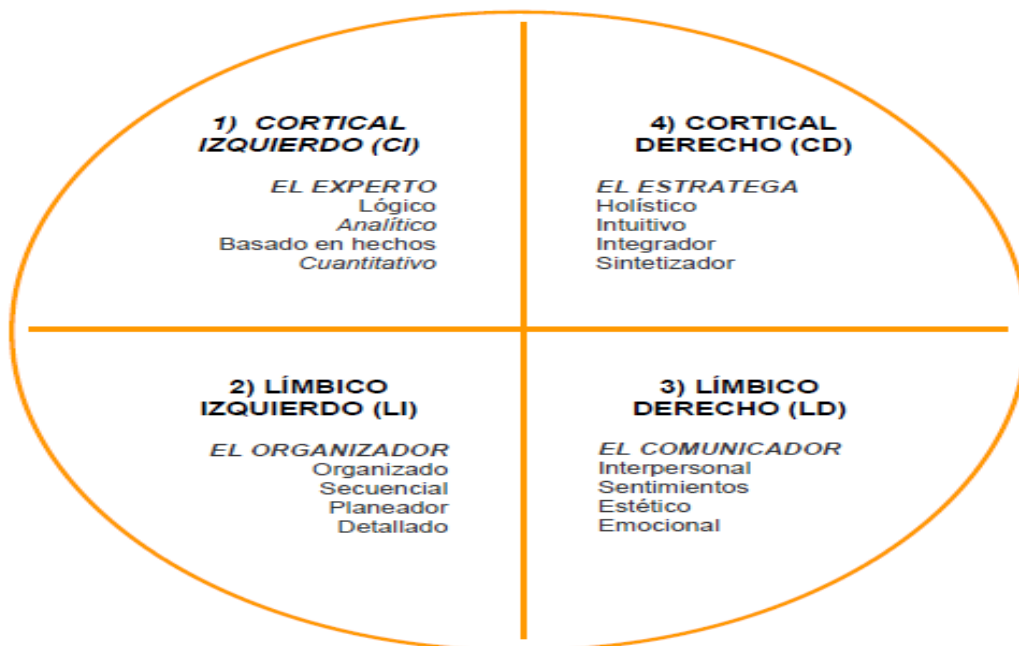 1) CORTICAL
IZQUIERDO (CI)
EL EXPERTO
Lógico
Analítico
Basado en hechos
Cuantitativo
4) CORTICAL
DERECHO (CD)
EL ESTRATEGA
Holístico
Intuitivo
Integrador
Sintetizador
2) LÍMBICO
IZQUIERDO (LI)
EL ORGANIZADOR
Organizado
Secuencial
Planeador
Detallado
3) LÍMBICO
DERECHO (LD)
EL COMUNICADOR
Interpersonal
Sentimientos
Estético
Emocional